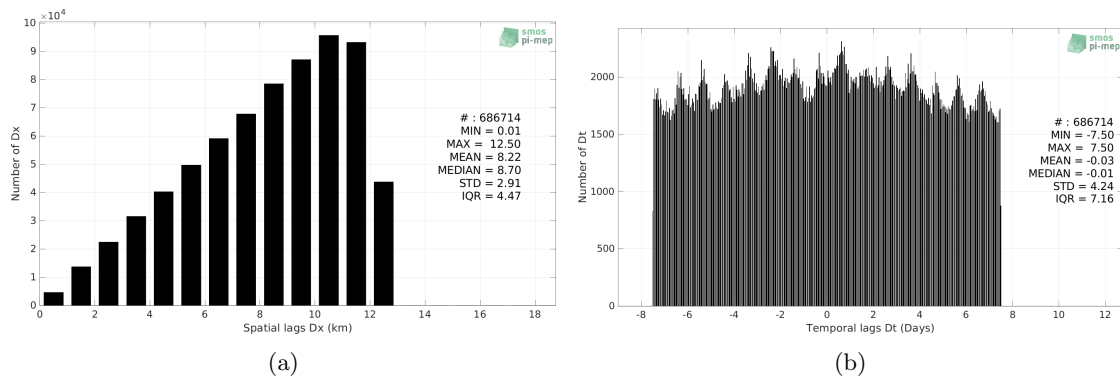 ×10⁴
10
9
8
7
6
5
4
3
2
1
0
Number of Dx
0 2 4 6 8 10 12 14 16 18
Spatial lags Dx (km)
smos
pi-mep
# : 686714
MIN = 0.01
MAX = 12.50
MEAN = 8.22
MEDIAN = 8.70
STD = 2.91
IQR = 4.47
(a)
2000
1500
1000
500
0
Number of Dt
-8 -6 -4 -2 0 2 4 6 8 10 12
Temporal lags Dt (Days)
smos
pi-mep
# : 686714
MIN = -7.50
MAX = 7.50
MEAN = -0.03
MEDIAN = -0.01
STD = 4.24
IQR = 7.16
(b)